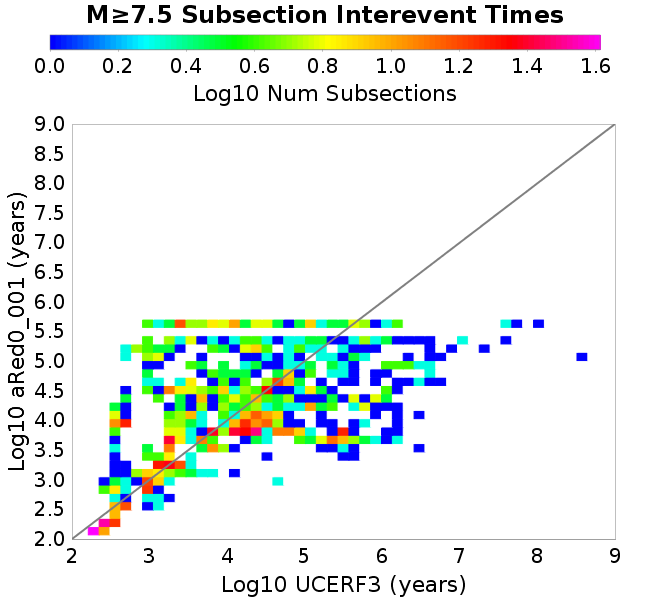 M≥7.5 Subsection Interevent Times
0.0 0.2 0.4 0.6 0.8 1.0 1.2 1.4 1.6
Log10 Num Subsections
Log10 aRed0_001 (years)
9.0
8.5
8.0
7.5
7.0
6.5
6.0
5.5
5.0
4.5
4.0
3.5
3.0
2.5
2.0
2 3 4 5 6 7 8 9
Log10 UCERF3 (years)